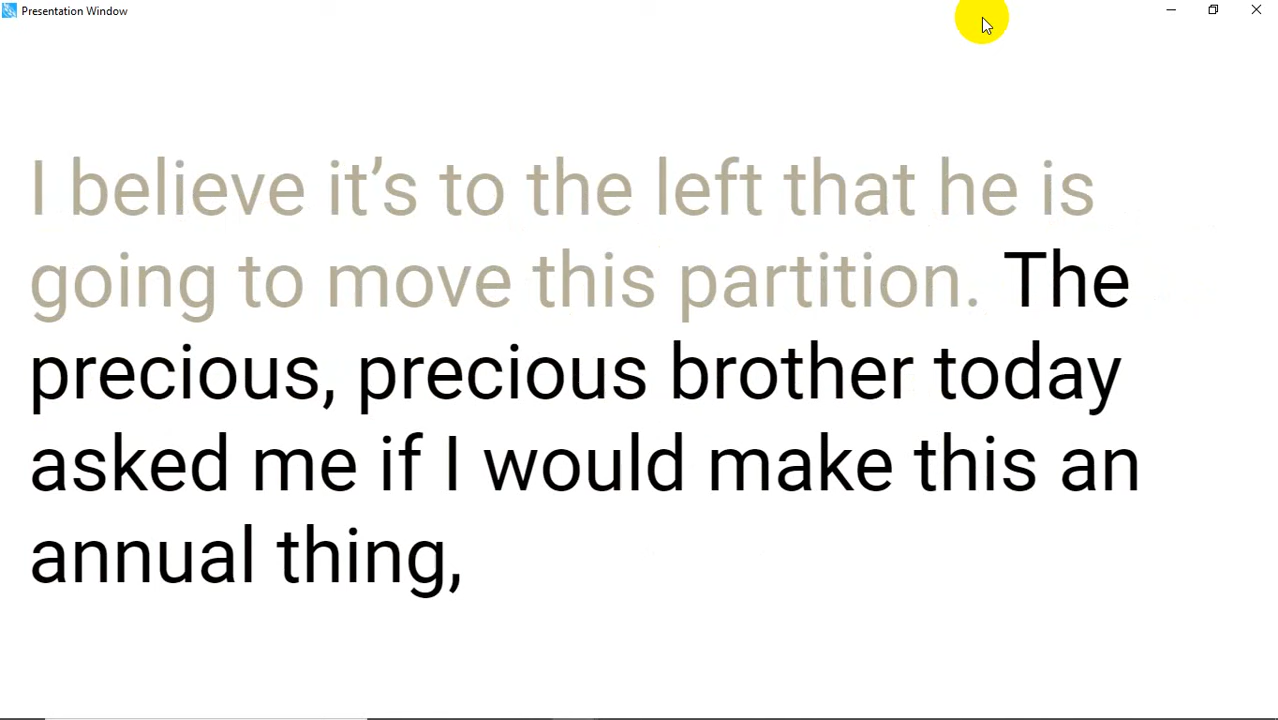 Presentation Window
I believe it’s to the left that he is
going to move this partition. The
precious, precious brother today
asked me if I would make this an
annual thing,